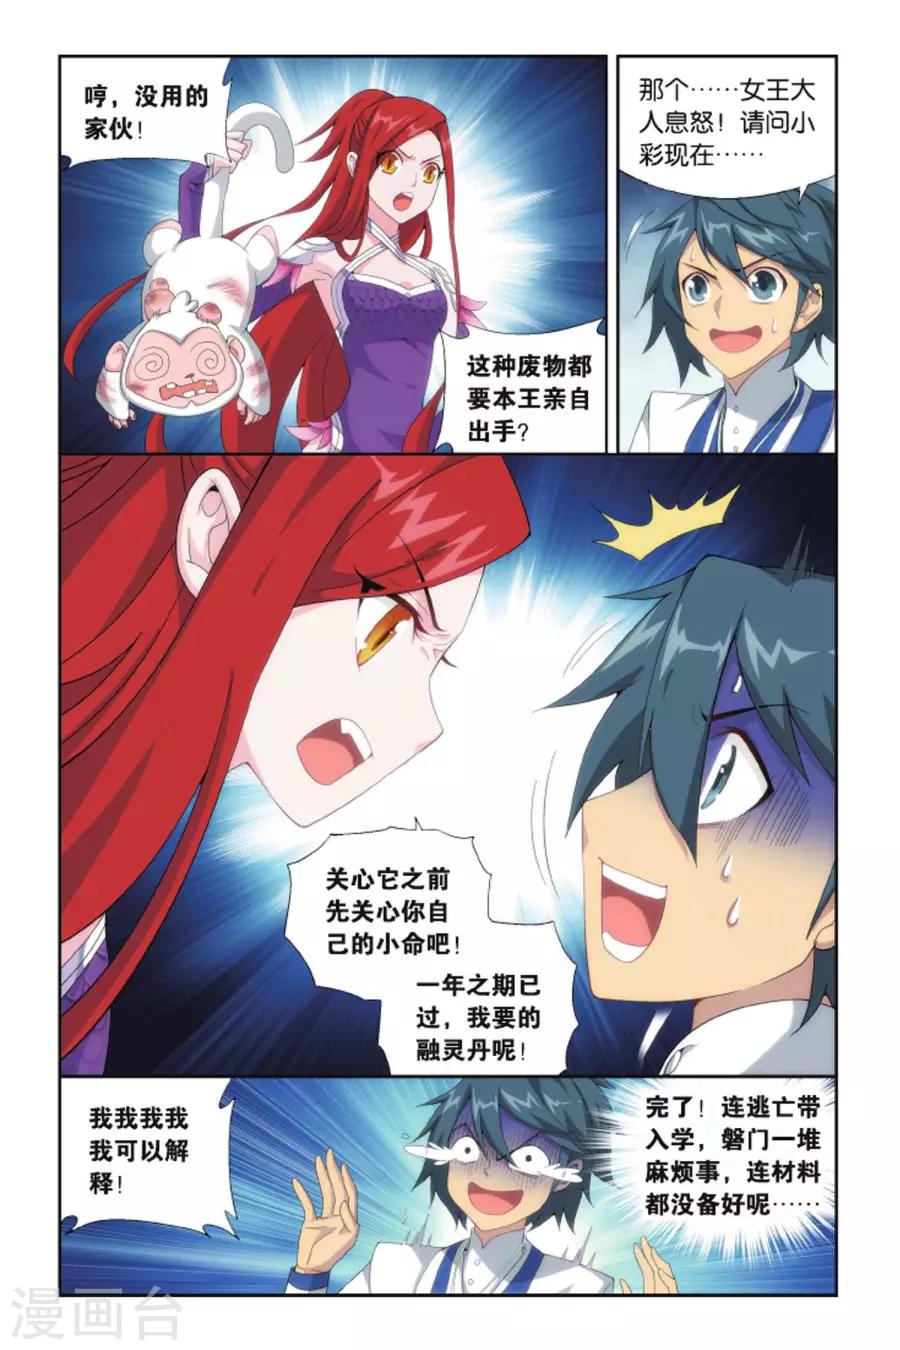 哼，没用的
家伙！
这种废物都
要本王亲自
出手？
那个……女王大
人息怒！请问小
彩现在……
关心它之前
先关心你自
己的小命吧！
一年之期已
过，我要的
融灵丹呢！
我我我我
我可以解
释！
完了！连逃亡带
入学，磐门一堆
麻烦事，连材料
都没备好呢……
漫画台